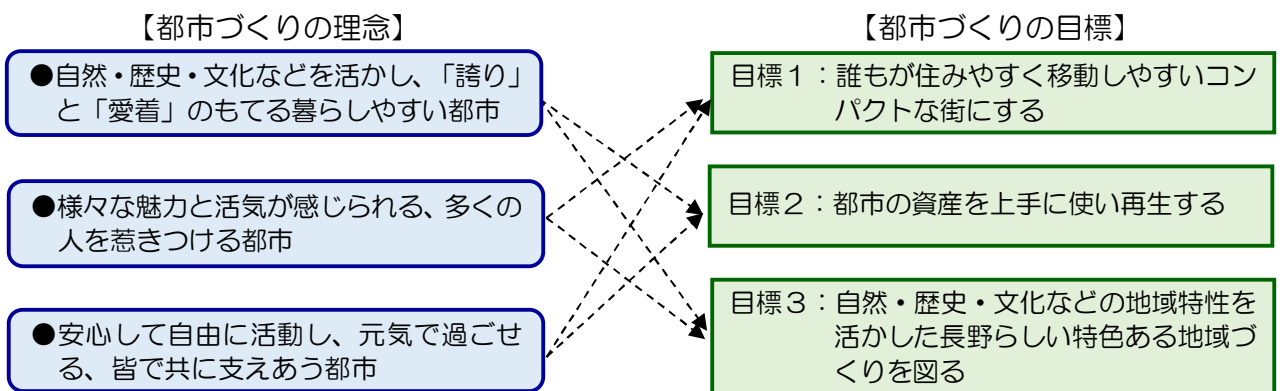 【都市づくりの理念】
●自然・歴史・文化などを活かし、「誇り」
と「愛着」のもてる暮らしやすい都市
●様々な魅力と活気が感じられる、多くの
人を惹きつける都市
●安心して自由に活動し、元気で過ごせ
る、皆で共に支えあう都市
【都市づくりの目標】
目標１：誰もが住みやすく移動しやすいコン
パクトな街にする
目標２：都市の資産を上手に使い再生する
目標３：自然・歴史・文化などの地域特性を
活かした長野らしい特色ある地域づ
くりを図る